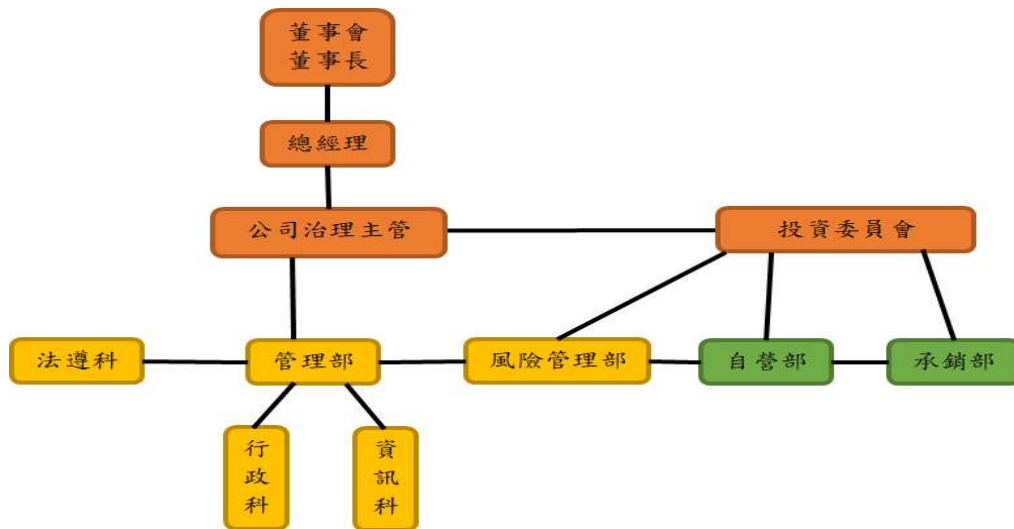 董事會
董事長
總經理
公司治理主管
投資委員會
法遵科
管理部
風險管理部
自營部
承銷部
行政科
資訊科